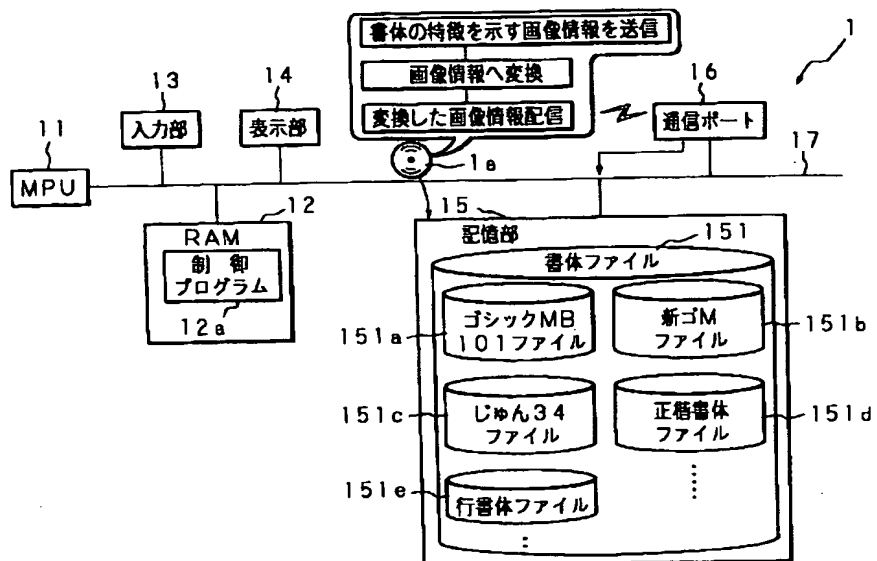 書体の特徴を示す画像情報を送信
1
画像情報へ変換
13
14
16
変換した画像情報配信
11
入力部
表示部
通信ポート
1a
17
MPU
12
15
RAM
記憶部
151
制 御
プログラム
書体ファイル
12a
151a
ゴシックMB
101ファイル
新ゴM
ファイル
151b
151c
じゅん34
ファイル
正楷書体
ファイル
151d
151e
行書体ファイル